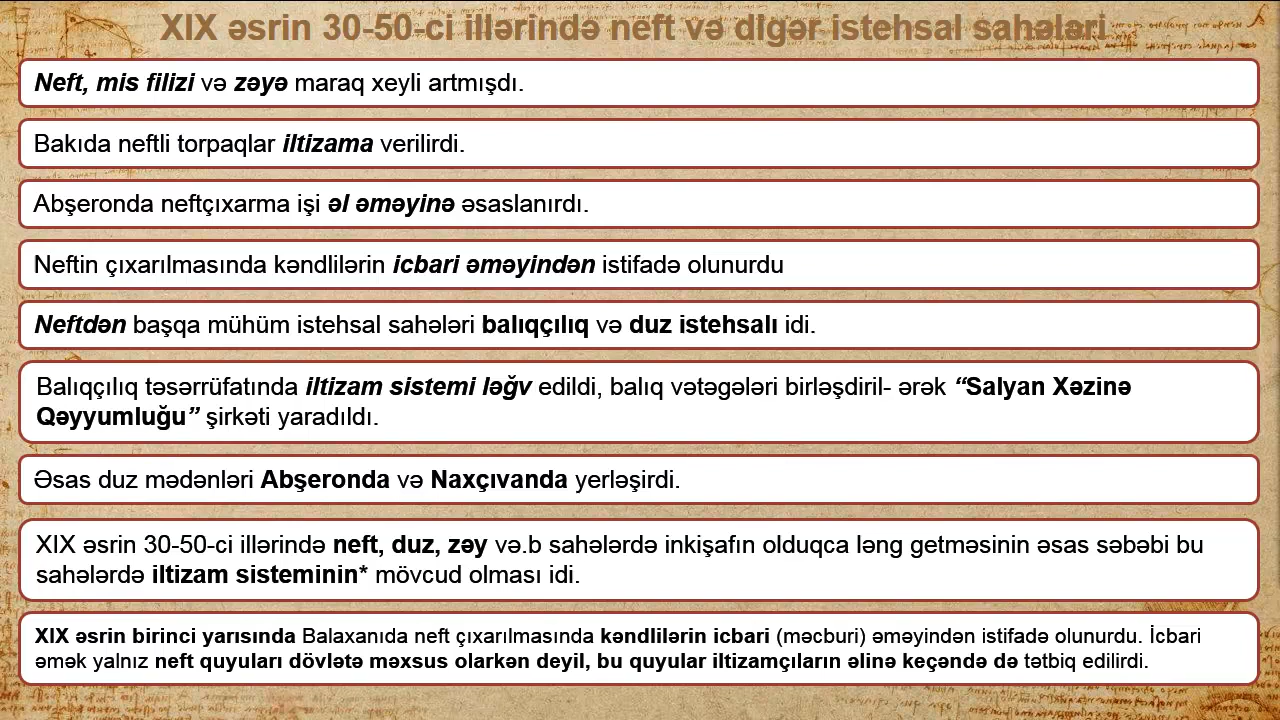 XIX əsrin 30-50-ci illərində neft və digər istehsal sahələri
Neft, mis filizi və zəyə maraq xeyli artmışdı.
Bakıda neftli torpaqlar iltizama verilirdi.
Abşeronda neftçıxarma işi əl əməyinə əsaslanırdı.
Neftin çıxarılmasında kəndlilərin icbari əməyindən istifadə olunurdu
Neftdən başqa mühüm istehsal sahələri balıqçılıq və duz istehsalı idi.
Balıqçılıq təsərrüfatında iltizam sistemi ləğv edildi, balıq vətəgələri birləşdiril- ərək “Salyan Xəzinə
Qəyyumluğu” şirkəti yaradıldı.
Əsas duz mədənləri Abşeronda və Naxçıvanda yerləşirdi.
XIX əsrin 30-50-ci illərində neft, duz, zəy və.b sahələrdə inkişafın olduqca ləng getməsinin əsas səbəbi bu
sahələrdə iltizam sisteminin* mövcud olması idi.
XIX əsrin birinci yarısında Balaxanıda neft çıxarılmasında kəndlilərin icbari (məcburi) əməyindən istifadə olunurdu. İcbari
əmək yalnız neft quyuları dövlətə məxsus olarkən deyil, bu quyular iltizamçıların əlinə keçəndə də tətbiq edilirdi.